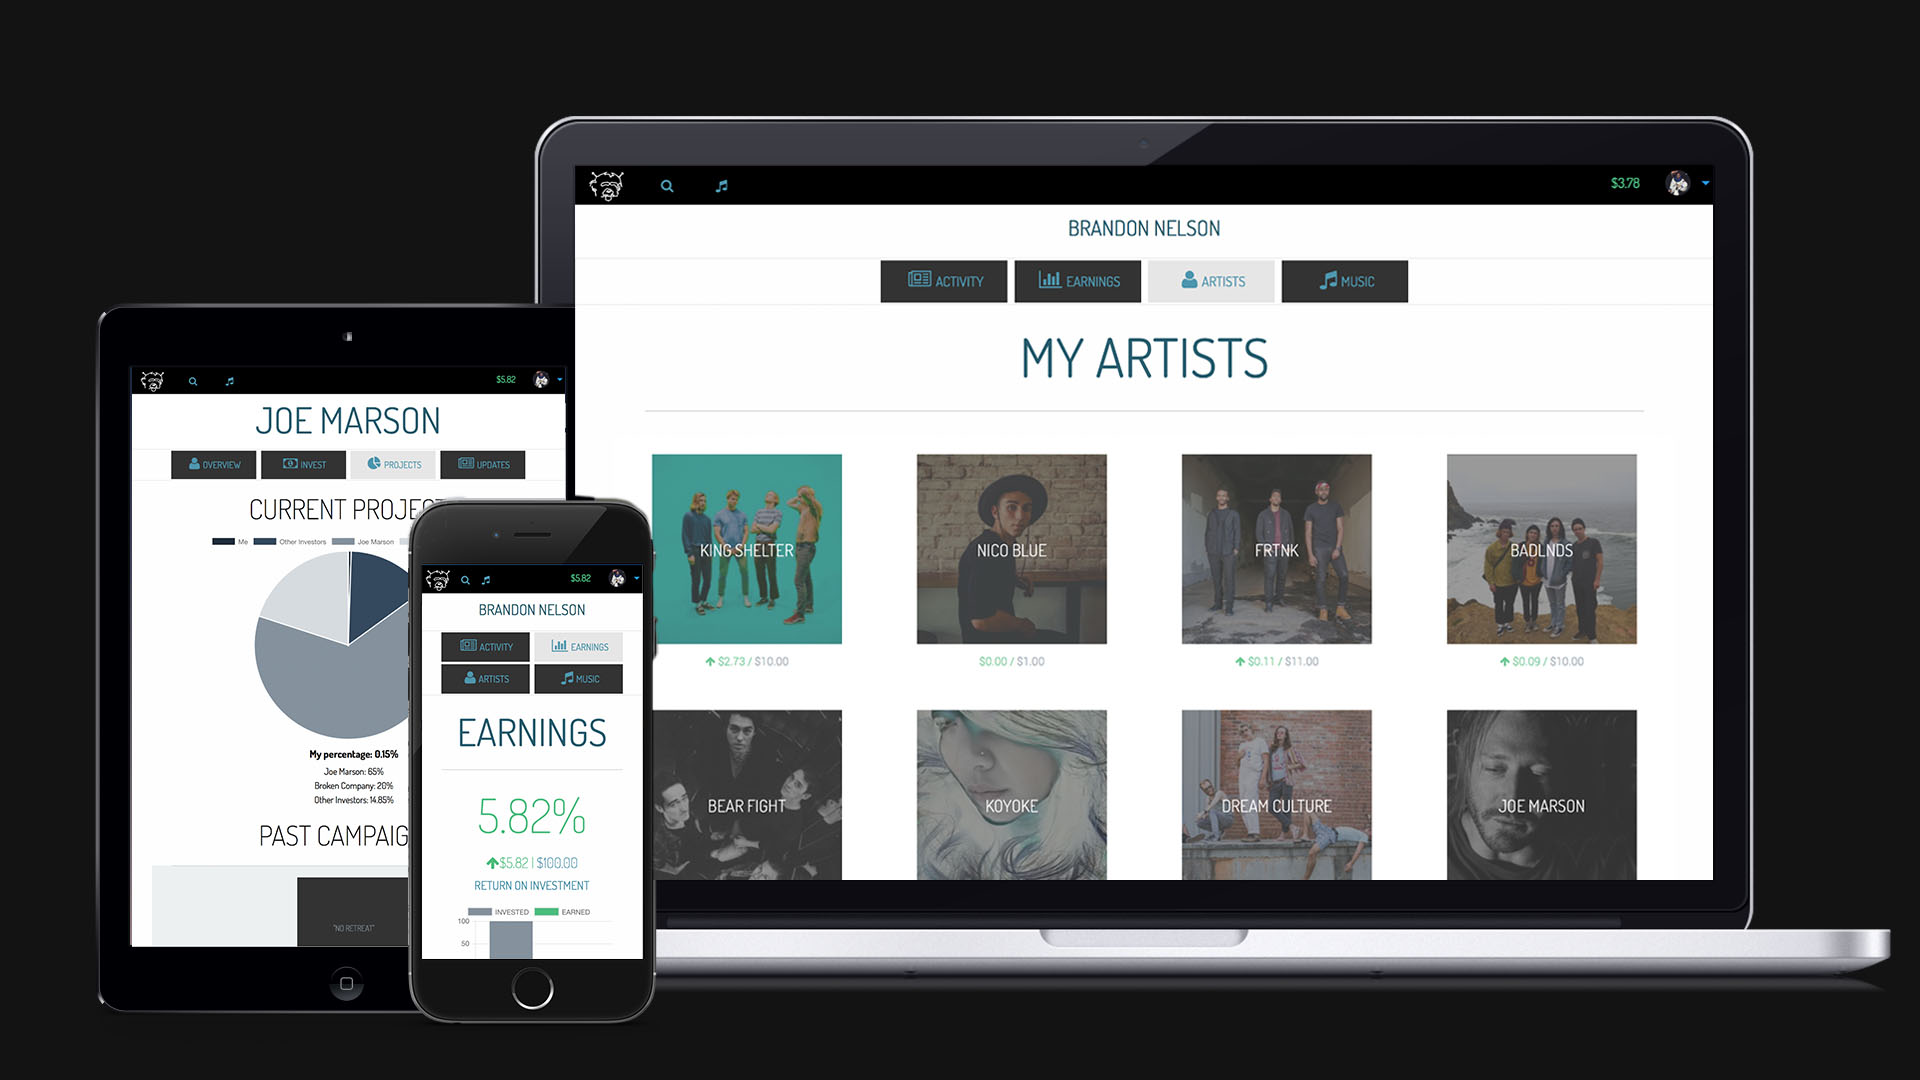 $3.78
BRANDON NELSON
ACTIVITY EARNINGS ARTISTS MUSIC
MY ARTISTS
KING SHELTER NICO BLUE FRTNK BADLNDS
$2.73 / $10.00 $0.00 / $1.00 $0.11 / $11.00 $0.09 / $10.00
BEAR FIGHT KOYOKE DREAM CULTURE JOE MARSON
$5.82
JOE MARSON
OVERVIEW INVEST PROJECTS UPDATES
CURRENT PROJECT
Me Other Investors Joe Marson
My percentage: 0.15%
Joe Marson: 65%
Broken Company: 20%
Other Investors: 14.85%
PAST CAMPAIG
"NO RETREAT"
$5.82
BRANDON NELSON
ACTIVITY EARNINGS
ARTISTS MUSIC
EARNINGS
5.82%
$5.82 | $100.00
RETURN ON INVESTMENT
INVESTED EARNED
100
50